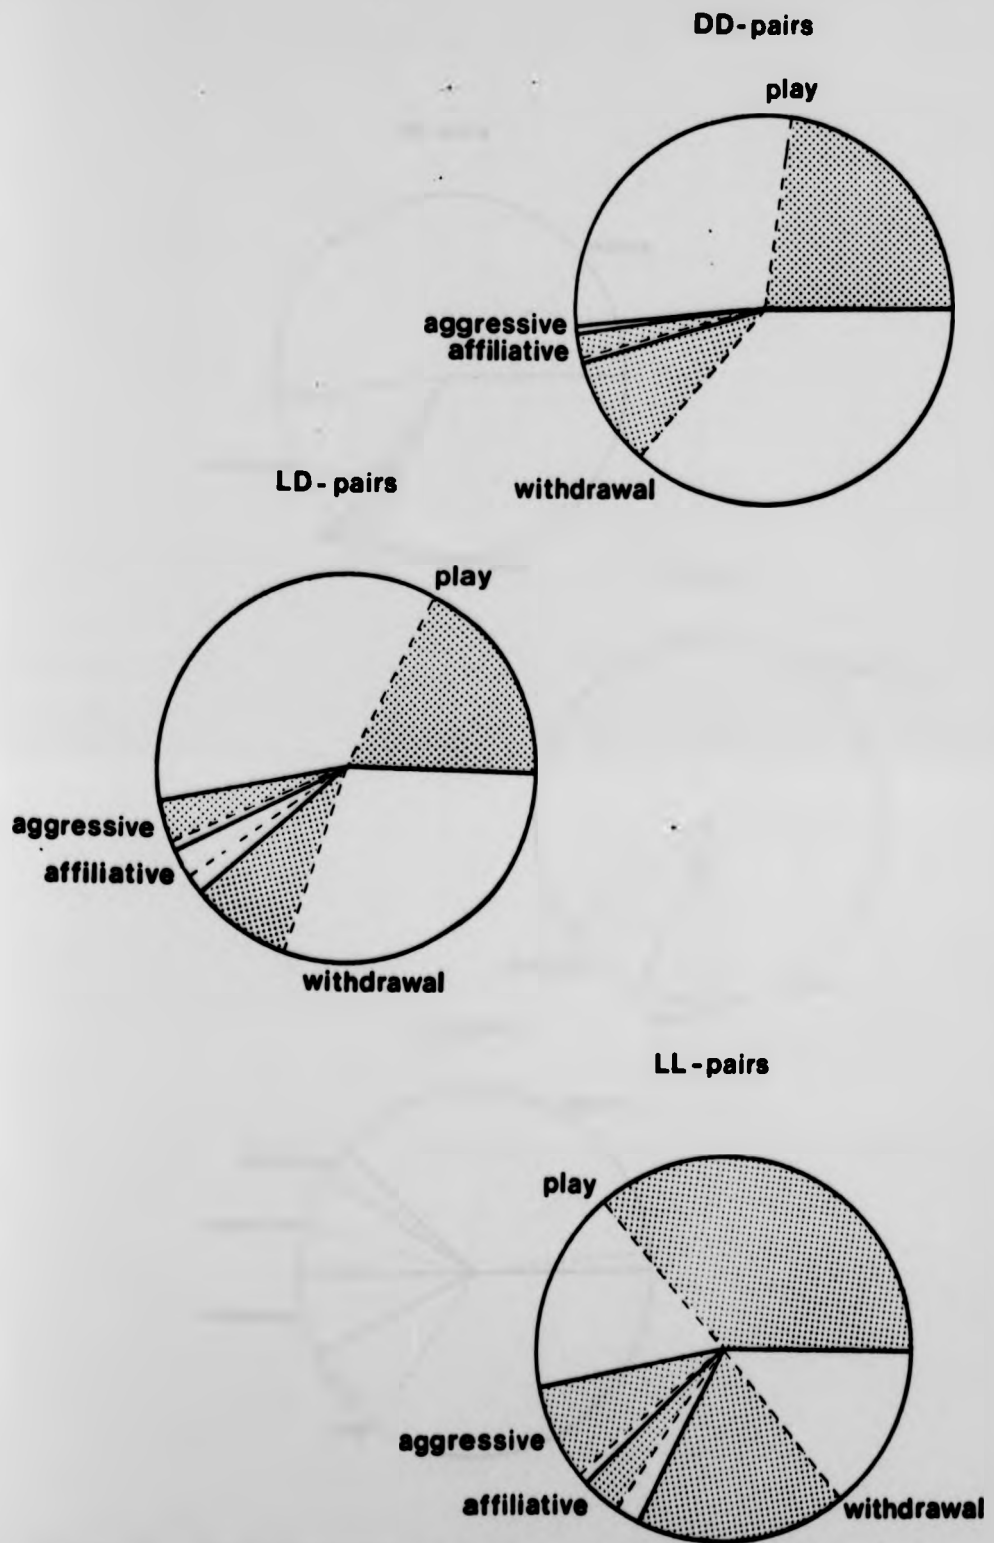 DD-pairs
play
aggressive
affiliative
withdrawal
LD-pairs
play
aggressive
affiliative
withdrawal
LL-pairs
play
aggressive
affiliative
withdrawal